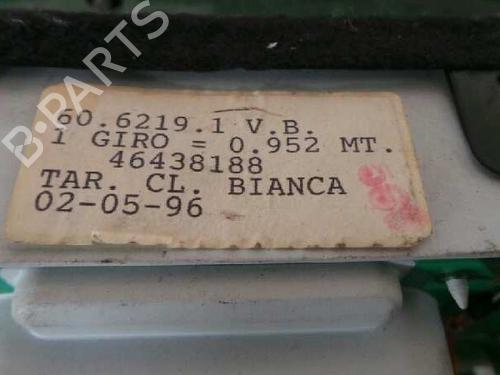 B-PARTS
60.6219.1 V.B.
1 GIRO = 0.952 MT.
46438188
TAR. CL. BIANCA
02-05-96